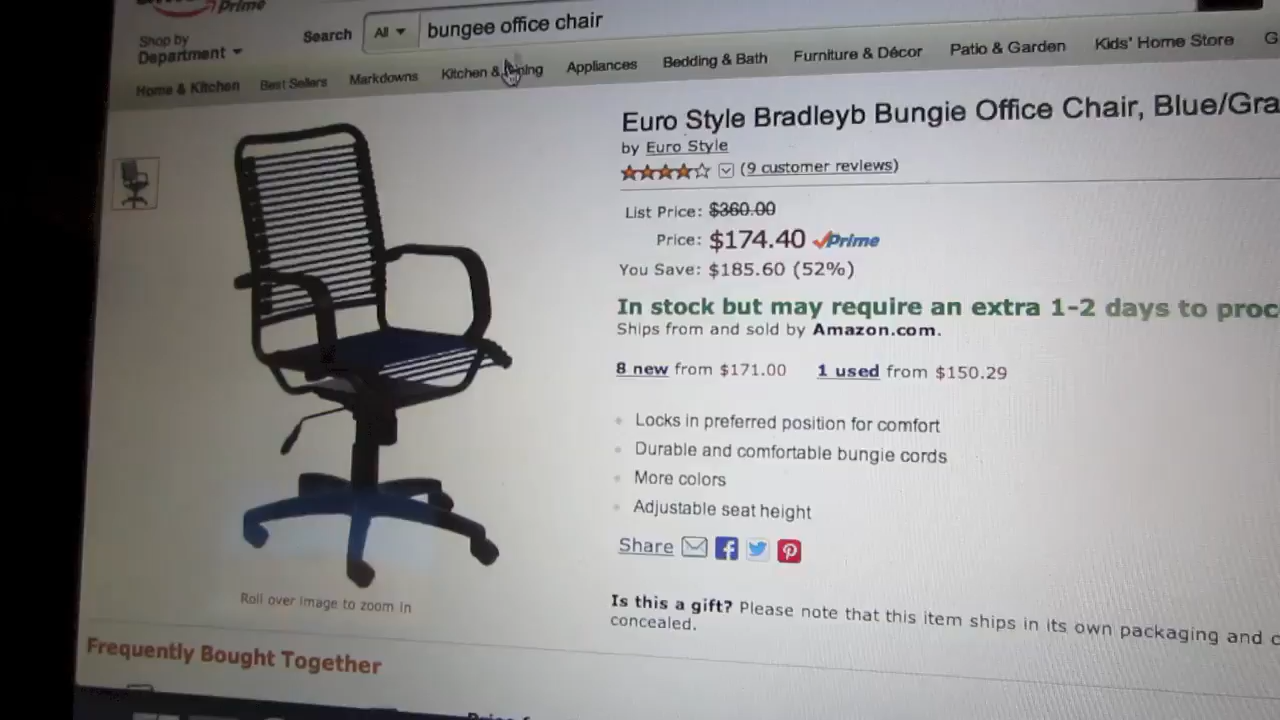 Prime
Shop by
Department
Search All bungee office chair
Home & Kitchen Best Sellers Markdowns Kitchen & Dining Appliances Bedding & Bath Furniture & Décor Patio & Garden Kids' Home Store G
Euro Style Bradleyb Bungie Office Chair, Blue/Gra
by Euro Style
(9 customer reviews)
List Price: $360.00
Price: $174.40 Prime
You Save: $185.60 (52%)
In stock but may require an extra 1-2 days to proc
Ships from and sold by Amazon.com.
8 new from $171.00 1 used from $150.29
Locks in preferred position for comfort
Durable and comfortable bungie cords
More colors
Adjustable seat height
Share
Is this a gift? Please note that this item ships in its own packaging and c
concealed.
Roll over image to zoom in
Frequently Bought Together